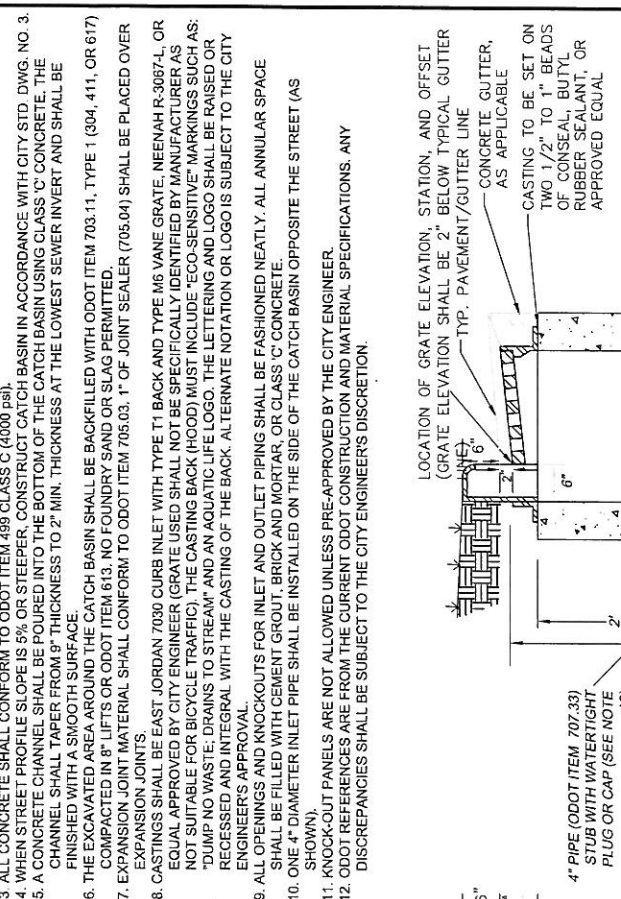 3. ALL CONCRETE SHALL CONFORM TO ODOT ITEM 499 CLASS C (4000 psi).
4. WHEN STREET PROFILE SLOPE IS 5% OR STEEPER, CONSTRUCT CATCH BASIN IN ACCORDANCE WITH CITY STD. DWG. NO. 3.
5. A CONCRETE CHANNEL SHALL BE POURED INTO THE BOTTOM OF THE CATCH BASIN USING CLASS 'C' CONCRETE. THE
CHANNEL SHALL TAPER FROM 9" THICKNESS TO 2" MIN. THICKNESS AT THE LOWEST SEWER INVERT AND SHALL BE
FINISHED WITH A SMOOTH SURFACE.
6. THE EXCAVATED AREA AROUND THE CATCH BASIN SHALL BE BACKFILLED WITH ODOT ITEM 703.11, TYPE 1 (304, 411, OR 617)
COMPACTED IN 8" LIFTS OR ODOT ITEM 613. NO FOUNDRY SAND OR SLAG PERMITTED.
7. EXPANSION JOINT MATERIAL SHALL CONFORM TO ODOT ITEM 705.03. 1" OF JOINT SEALER (705.04) SHALL BE PLACED OVER
EXPANSION JOINTS.
8. CASTINGS SHALL BE EAST JORDAN 7030 CURB INLET WITH TYPE T1 BACK AND TYPE M6 VANE GRATE, NEENAH R-3067-L, OR
EQUAL APPROVED BY CITY ENGINEER (GRATE USED SHALL NOT BE SPECIFICALLY IDENTIFIED BY MANUFACTURER AS
NOT SUITABLE FOR BICYCLE TRAFFIC). THE CASTING BACK (HOOD) MUST INCLUDE "ECO-SENSITIVE" MARKINGS SUCH AS:
"DUMP NO WASTE; DRAINS TO STREAM" AND AN AQUATIC LIFE LOGO. THE LETTERING AND LOGO SHALL BE RAISED OR
RECESSED AND INTEGRAL WITH THE CASTING OF THE BACK. ALTERNATE NOTATION OR LOGO IS SUBJECT TO THE CITY
ENGINEER'S APPROVAL.
9. ALL OPENINGS AND KNOCKOUTS FOR INLET AND OUTLET PIPING SHALL BE FASHIONED NEATLY. ALL ANNULAR SPACE
SHALL BE FILLED WITH CEMENT GROUT, BRICK AND MORTAR, OR CLASS 'C' CONCRETE.
10. ONE 4" DIAMETER INLET PIPE SHALL BE INSTALLED ON THE SIDE OF THE CATCH BASIN OPPOSITE THE STREET (AS
SHOWN).
11. KNOCK-OUT PANELS ARE NOT ALLOWED UNLESS PRE-APPROVED BY THE CITY ENGINEER.
12. ODOT REFERENCES ARE FROM THE CURRENT ODOT CONSTRUCTION AND MATERIAL SPECIFICATIONS. ANY
DISCREPANCIES SHALL BE SUBJECT TO THE CITY ENGINEER'S DISCRETION.
LOCATION OF GRATE ELEVATION, STATION, AND OFFSET
(GRATE ELEVATION SHALL BE 2" BELOW TYPICAL GUTTER
LINE)
TYP. PAVEMENT/GUTTER LINE
CONCRETE GUTTER,
AS APPLICABLE
CASTING TO BE SET ON
TWO 1/2" TO 1" BEADS
OF CONSEAL, BUTYL
RUBBER SEALANT, OR
APPROVED EQUAL
6"
2"
6"
2'
4" PIPE (ODOT ITEM 707.33)
STUB WITH WATERTIGHT
PLUG OR CAP (SEE NOTE
6"